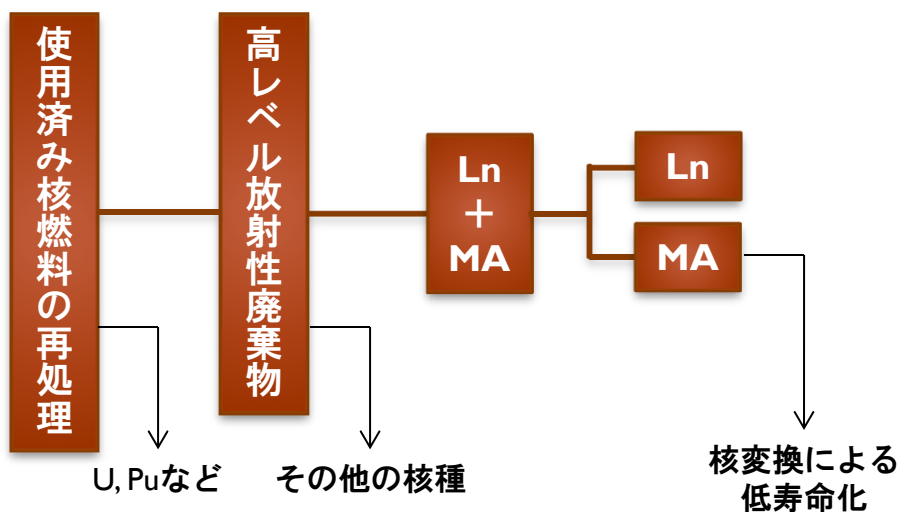 使用済み核燃料の再処理
高レベル放射性廃棄物
Ln
＋
MA
Ln
MA
U, Puなど
その他の核種
核変換による
低寿命化